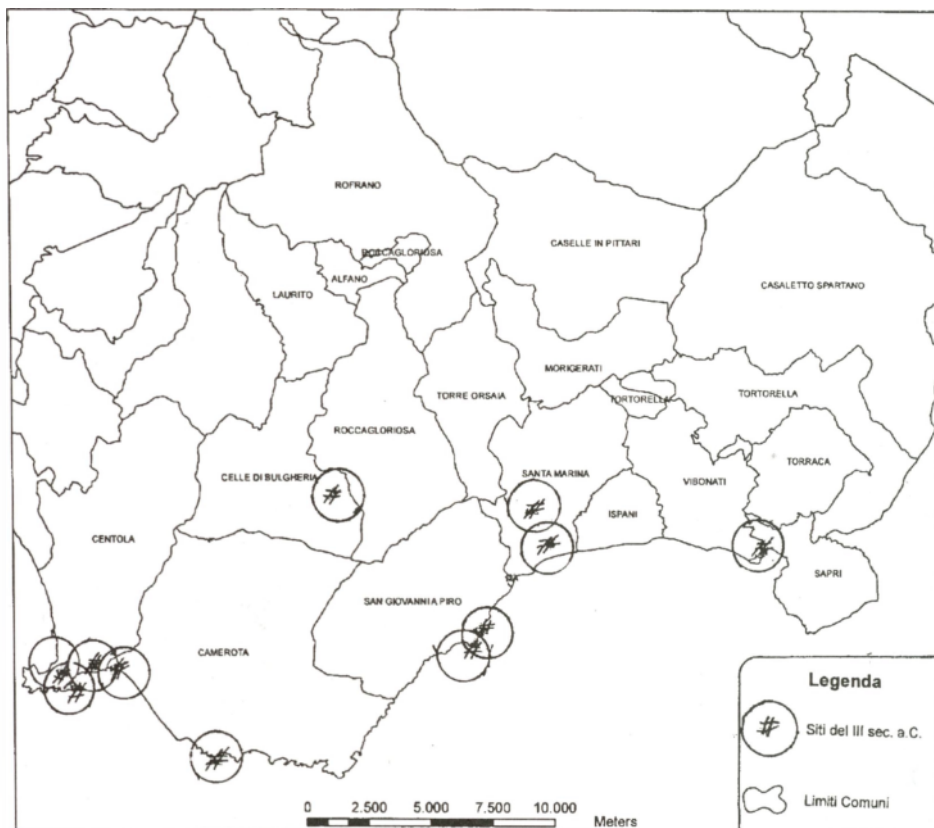 ROFRANO
ROCCAGLORIOSA
CASELLE IN PITTARI
ALFANO
CASALETTO SPARTANO
LAURITO
MORIGERATI
TORRE ORSAIA
TORTORELLA
TORTORELLA
ROCCAGLORIOSA
TORRACA
CELLE DI BULGHERIA
SANTA MARINA
VIBONATI
ISPANI
CENTOLA
SAPRI
SAN GIOVANNI A PIRO
CAMEROTA
Legenda
Siti del III sec. a.C.
Limiti Comuni
0 2.500 5.000 7.500 10.000
Meters